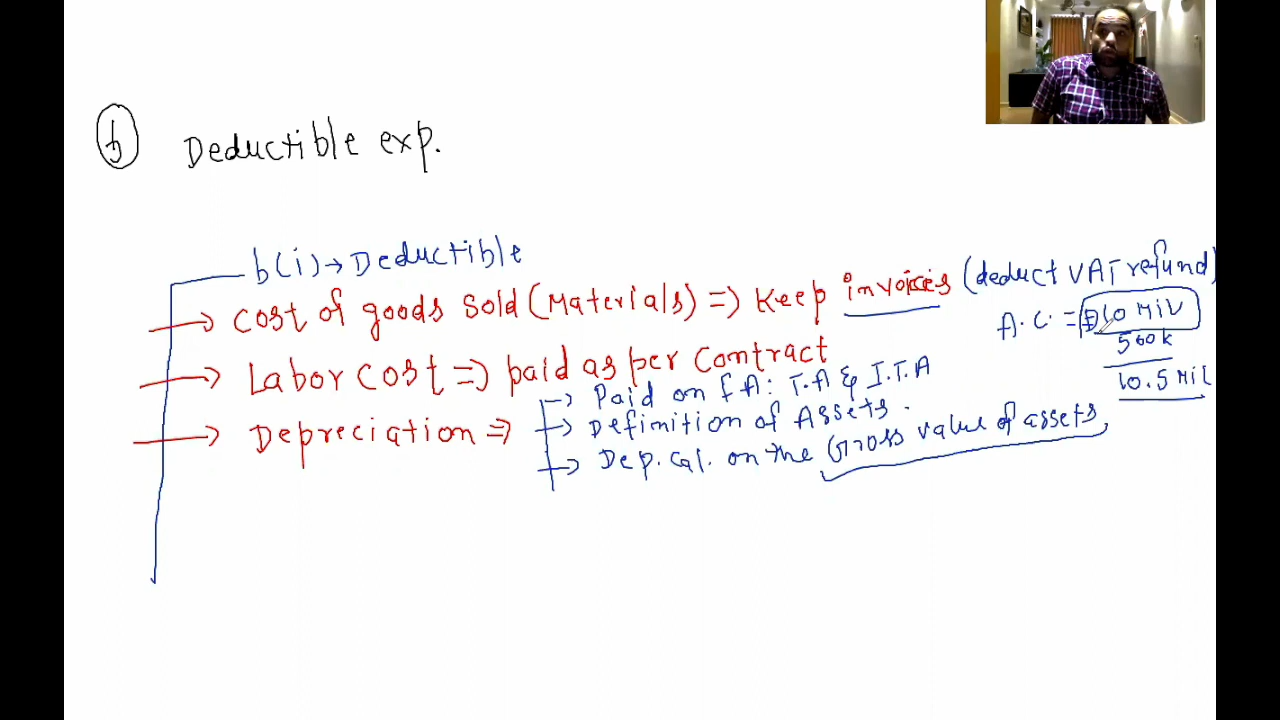 b
Deductible exp.
b(i)→ Deductible
→ Cost of goods sold (Materials) => Keep invoices (deduct VAT refund)
A.C. = 10 Mil
500k
10.5 Mil
→ Labor cost => paid as per contract
→ Depreciation =>
→ Paid on FA: T.A & I.T.A
→ Definition of Assets.
→ Dep. cal. on the Gross value of assets